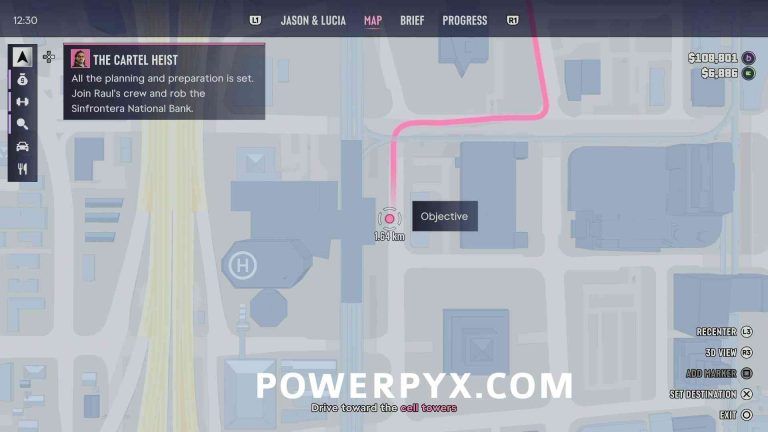 12:30
L1
JASON & LUCIA
MAP
BRIEF
PROGRESS
R1
THE CARTEL HEIST
All the planning and preparation is set.
Join Raul's crew and rob the
Sinfrontera National Bank.
$108,801
$6,886
Objective
1.64 km
H
RECENTER L3
3D VIEW R3
ADD MARKER
SET DESTINATION
EXIT
POWERPYX.COM
Drive toward the cell towers